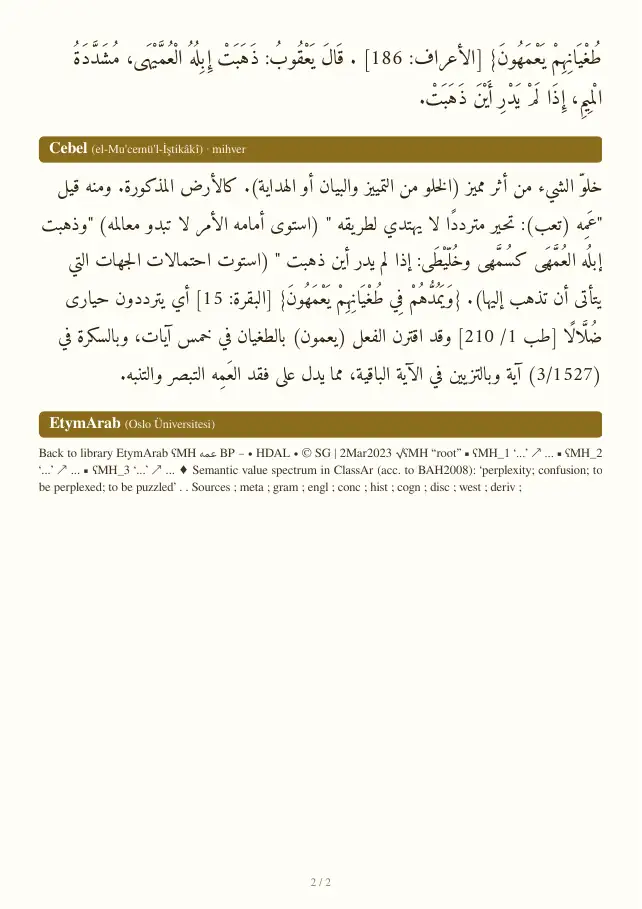 طُغْيَانِهِمْ يَعْمَهُونَ} [الأعراف: 186] . قَالَ يَعْقُوبُ: ذَهَبَتْ إِبِلُهُ الْعُمَّيْهَى، مُشَدَّدَةُ
الْمِيمِ، إِذَا لَمْ يَدْرِ أَيْنَ ذَهَبَتْ.
Cebel (el-Mu'cemü'l-İştikâkî) · mihver
خلوّ الشيء من أثر مميز (الخلو من التمييز والبيان أو الهداية). كالأرض المذكورة. ومنه قيل
"عَمِه (تعب): تحير مترددًا لا يهتدي لطريقه " (استوى أمامه الأمر لا تبدو معالمه) "وذهبت
إبلُه العُمَّهَى كسُمَّهى وخُلَّيْطَى: إذا لم يدر أين ذهبت " (استوت احتمالات الجهات التي
يتأتى أن تذهب إليها). {وَيَمُدُّهُمْ فِي طُغْيَانِهِمْ يَعْمَهُونَ} [البقرة: 15] أي يترددون حيارى
ضُلَّالًا [طب 1/ 210] وقد اقترن الفعل (يعمون) بالطغيان في خمس آيات، وبالسكرة في
(3/1527) آية وبالتزيين في الآية الباقية، مما يدل على فقد العَمِه التبصر والتنبه.
EtymArab (Oslo Üniversitesi)
Back to library EtymArab ʕMH عمه BP – • HDAL • © SG | 2Mar2023 √ʕMH “root” ▪ ʕMH_1 ‘...’ ↗ ... ▪ ʕMH_2
‘...’ ↗ ... ▪ ʕMH_3 ‘...’ ↗ ... ♦ Semantic value spectrum in ClassAr (acc. to BAH2008): ‘perplexity; confusion; to
be perplexed; to be puzzled’ . . Sources ; meta ; gram ; engl ; conc ; hist ; cogn ; disc ; west ; deriv ;
2 / 2